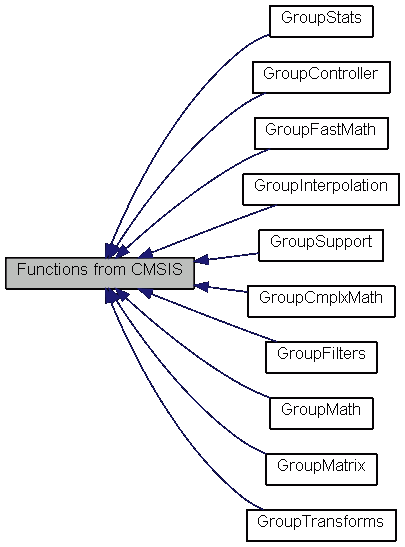 GroupStats
GroupController
GroupFastMath
GroupInterpolation
GroupSupport
Functions from CMSIS
GroupCmplxMath
GroupFilters
GroupMath
GroupMatrix
GroupTransforms